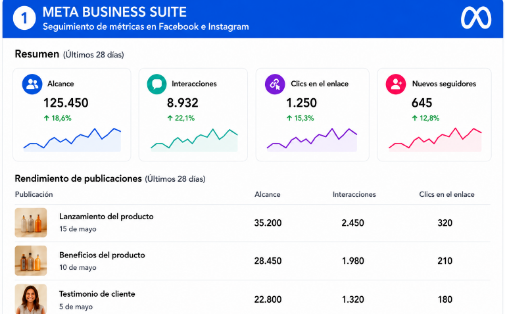 1
META BUSINESS SUITE
Seguimiento de métricas en Facebook e Instagram
Resumen (Últimos 28 días)
Alcance
125.450
↑ 18,6%
Interacciones
8.932
↑ 22,1%
Clics en el enlace
1.250
↑ 15,3%
Nuevos seguidores
645
↑ 12,8%
Rendimiento de publicaciones (Últimos 28 días)
Publicación Alcance Interacciones Clics en el enlace
Lanzamiento del producto
15 de mayo
35.200 2.450 320
Beneficios del producto
10 de mayo
28.450 1.980 210
Testimonio de cliente
5 de mayo
22.800 1.320 180